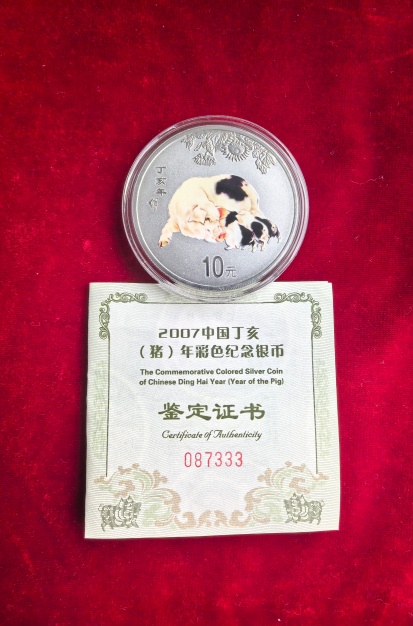 丁亥年
10元
2007中国丁亥
（猪）年彩色纪念银币
The Commemorative Colored Silver Coin
of Chinese Ding Hai Year (Year of the Pig)
鉴定证书
Certificate of Authenticity
087333